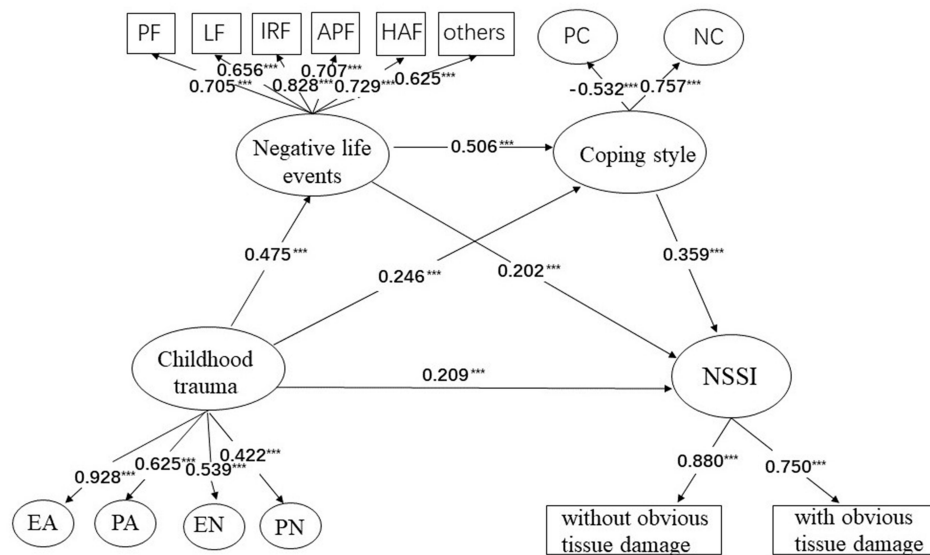 PF LF IRF APF HAF others PC NC
0.705*** 0.656*** 0.828*** 0.707*** 0.729*** 0.625*** -0.532*** 0.757***
Negative life
events
0.506***
Coping style
0.475***
0.246***
0.202***
0.359***
Childhood
trauma
0.209***
NSSI
0.928*** 0.625*** 0.539*** 0.422***
0.880*** 0.750***
EA PA EN PN
without obvious
tissue damage
with obvious
tissue damage